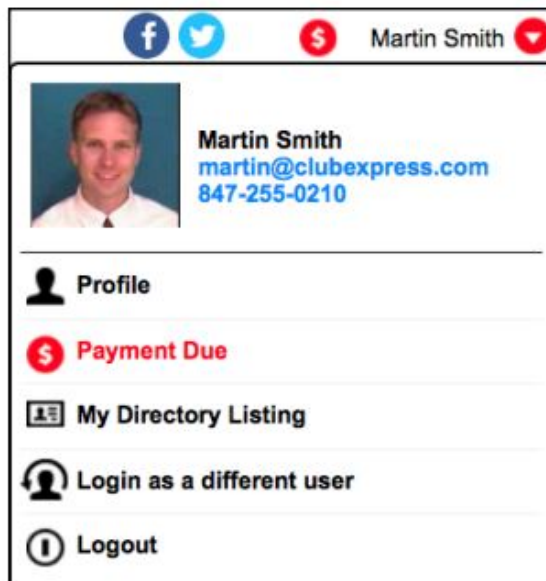 Martin Smith
Martin Smith
martin@clubexpress.com
847-255-0210
Profile
Payment Due
My Directory Listing
Login as a different user
Logout